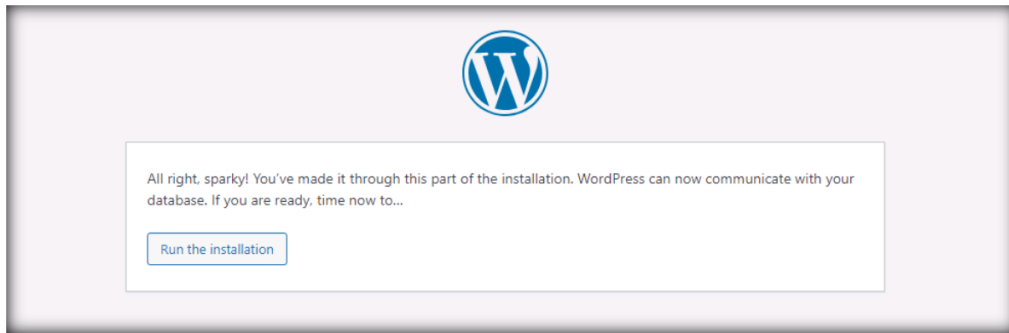 All right, sparky! You've made it through this part of the installation. WordPress can now communicate with your
database. If you are ready, time now to...
Run the installation